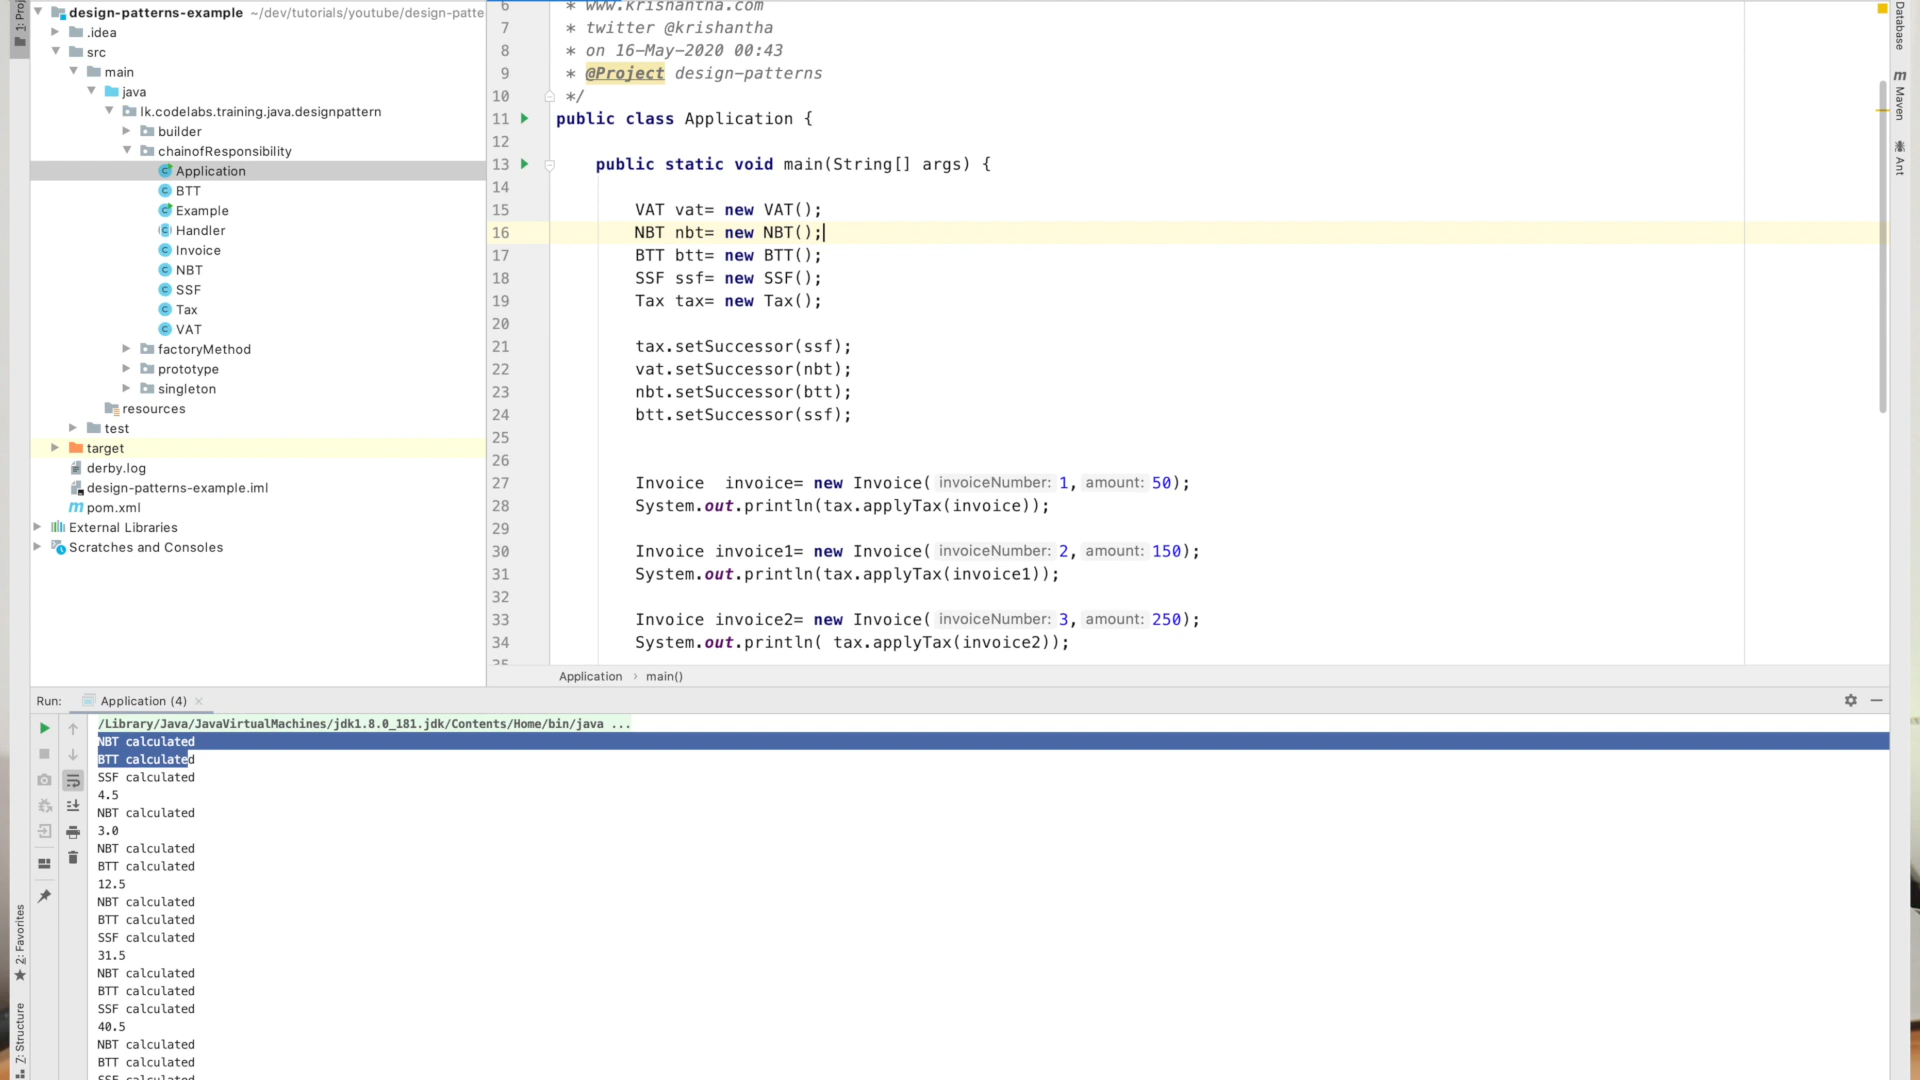 1: Proj
design-patterns-example ~/dev/tutorials/youtube/design-patte
.idea
src
main
java
lk.codelabs.training.java.designpattern
builder
chainofResponsibility
Application
BTT
Example
Handler
Invoice
NBT
SSF
Tax
VAT
factoryMethod
prototype
singleton
resources
test
target
derby.log
design-patterns-example.iml
pom.xml
External Libraries
Scratches and Consoles
6 * www.krishantha.com
7 * twitter @krishantha
8 * on 16-May-2020 00:43
9 * @Project design-patterns
10 */
11 public class Application {
12
13 public static void main(String[] args) {
14
15 VAT vat= new VAT();
16 NBT nbt= new NBT();
17 BTT btt= new BTT();
18 SSF ssf= new SSF();
19 Tax tax= new Tax();
20
21 tax.setSuccessor(ssf);
22 vat.setSuccessor(nbt);
23 nbt.setSuccessor(btt);
24 btt.setSuccessor(ssf);
25
26
27 Invoice  invoice= new Invoice( invoiceNumber: 1, amount: 50);
28 System.out.println(tax.applyTax(invoice));
29
30 Invoice invoice1= new Invoice( invoiceNumber: 2, amount: 150);
31 System.out.println(tax.applyTax(invoice1));
32
33 Invoice invoice2= new Invoice( invoiceNumber: 3, amount: 250);
34 System.out.println( tax.applyTax(invoice2));
35
Application › main()
Database
m Maven
Ant
Run: Application (4)
/Library/Java/JavaVirtualMachines/jdk1.8.0_181.jdk/Contents/Home/bin/java ...
NBT calculated
BTT calculated
SSF calculated
4.5
NBT calculated
3.0
NBT calculated
BTT calculated
12.5
NBT calculated
BTT calculated
SSF calculated
31.5
NBT calculated
BTT calculated
SSF calculated
40.5
NBT calculated
BTT calculated
SSF calculated
2: Favorites
7: Structure